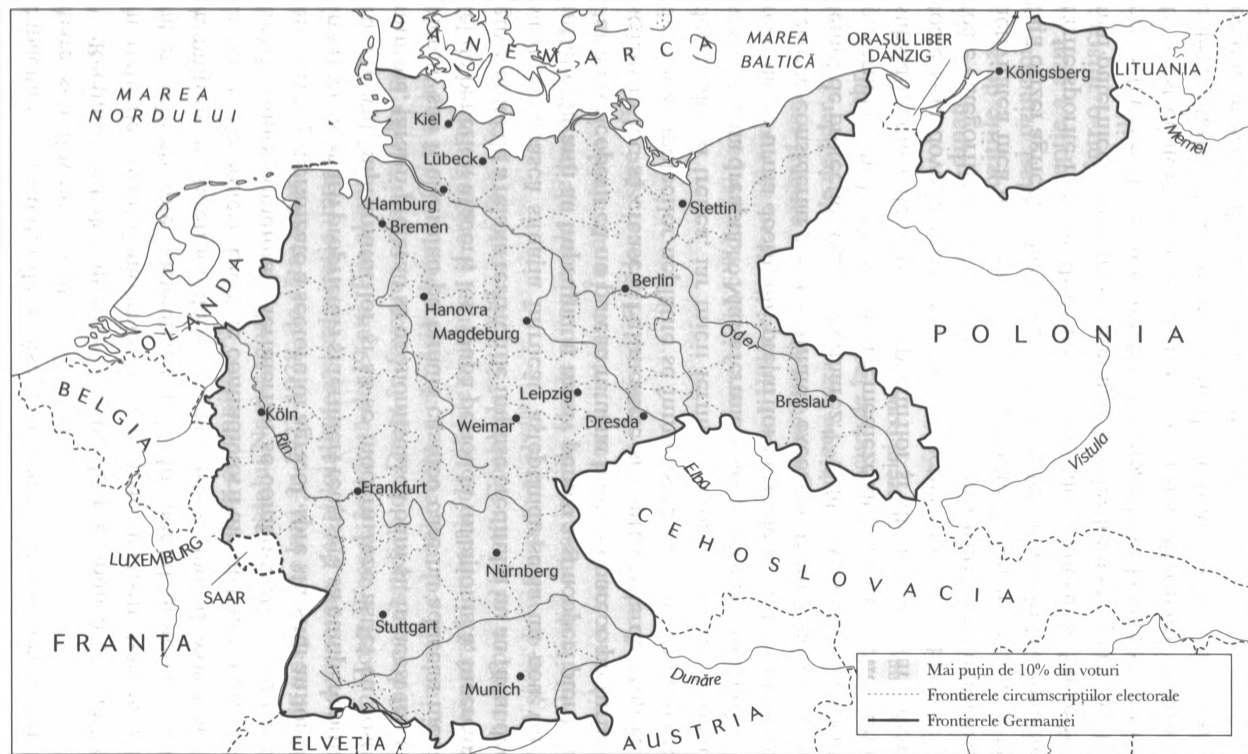 DANEMARCA
MAREA
BALTICĂ
ORAȘUL LIBER
DANZIG
Königsberg
LITUANIA
Memel
MAREA
NORDULUI
Kiel
Lübeck
Hamburg
Bremen
Stettin
OLANDA
Berlin
Hanovra
Magdeburg
Oder
POLONIA
BELGIA
Köln
Rin
Leipzig
Weimar
Dresda
Breslau
Elba
Vistula
Frankfurt
CEHOSLOVACIA
LUXEMBURG
SAAR
Nürnberg
FRANȚA
Stuttgart
Munich
Dunăre
ELVEȚIA
AUSTRIA
Mai puțin de 10% din voturi
Frontierele circumscripțiilor electorale
Frontierele Germaniei